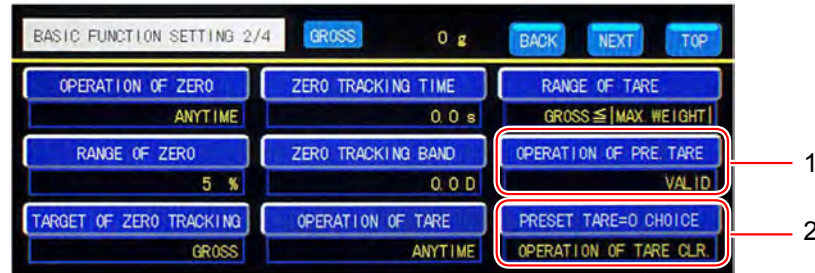 BASIC FUNCTION SETTING 2/4 GROSS 0 g BACK NEXT TOP
OPERATION OF ZERO ZERO TRACKING TIME RANGE OF TARE
ANYTIME 0.0 s GROSS≦|MAX. WEIGHT|
RANGE OF ZERO ZERO TRACKING BAND OPERATION OF PRE. TARE 1
5 % 0.0 D VALID
TARGET OF ZERO TRACKING OPERATION OF TARE PRESET TARE=0 CHOICE 2
GROSS ANYTIME OPERATION OF TARE CLR.